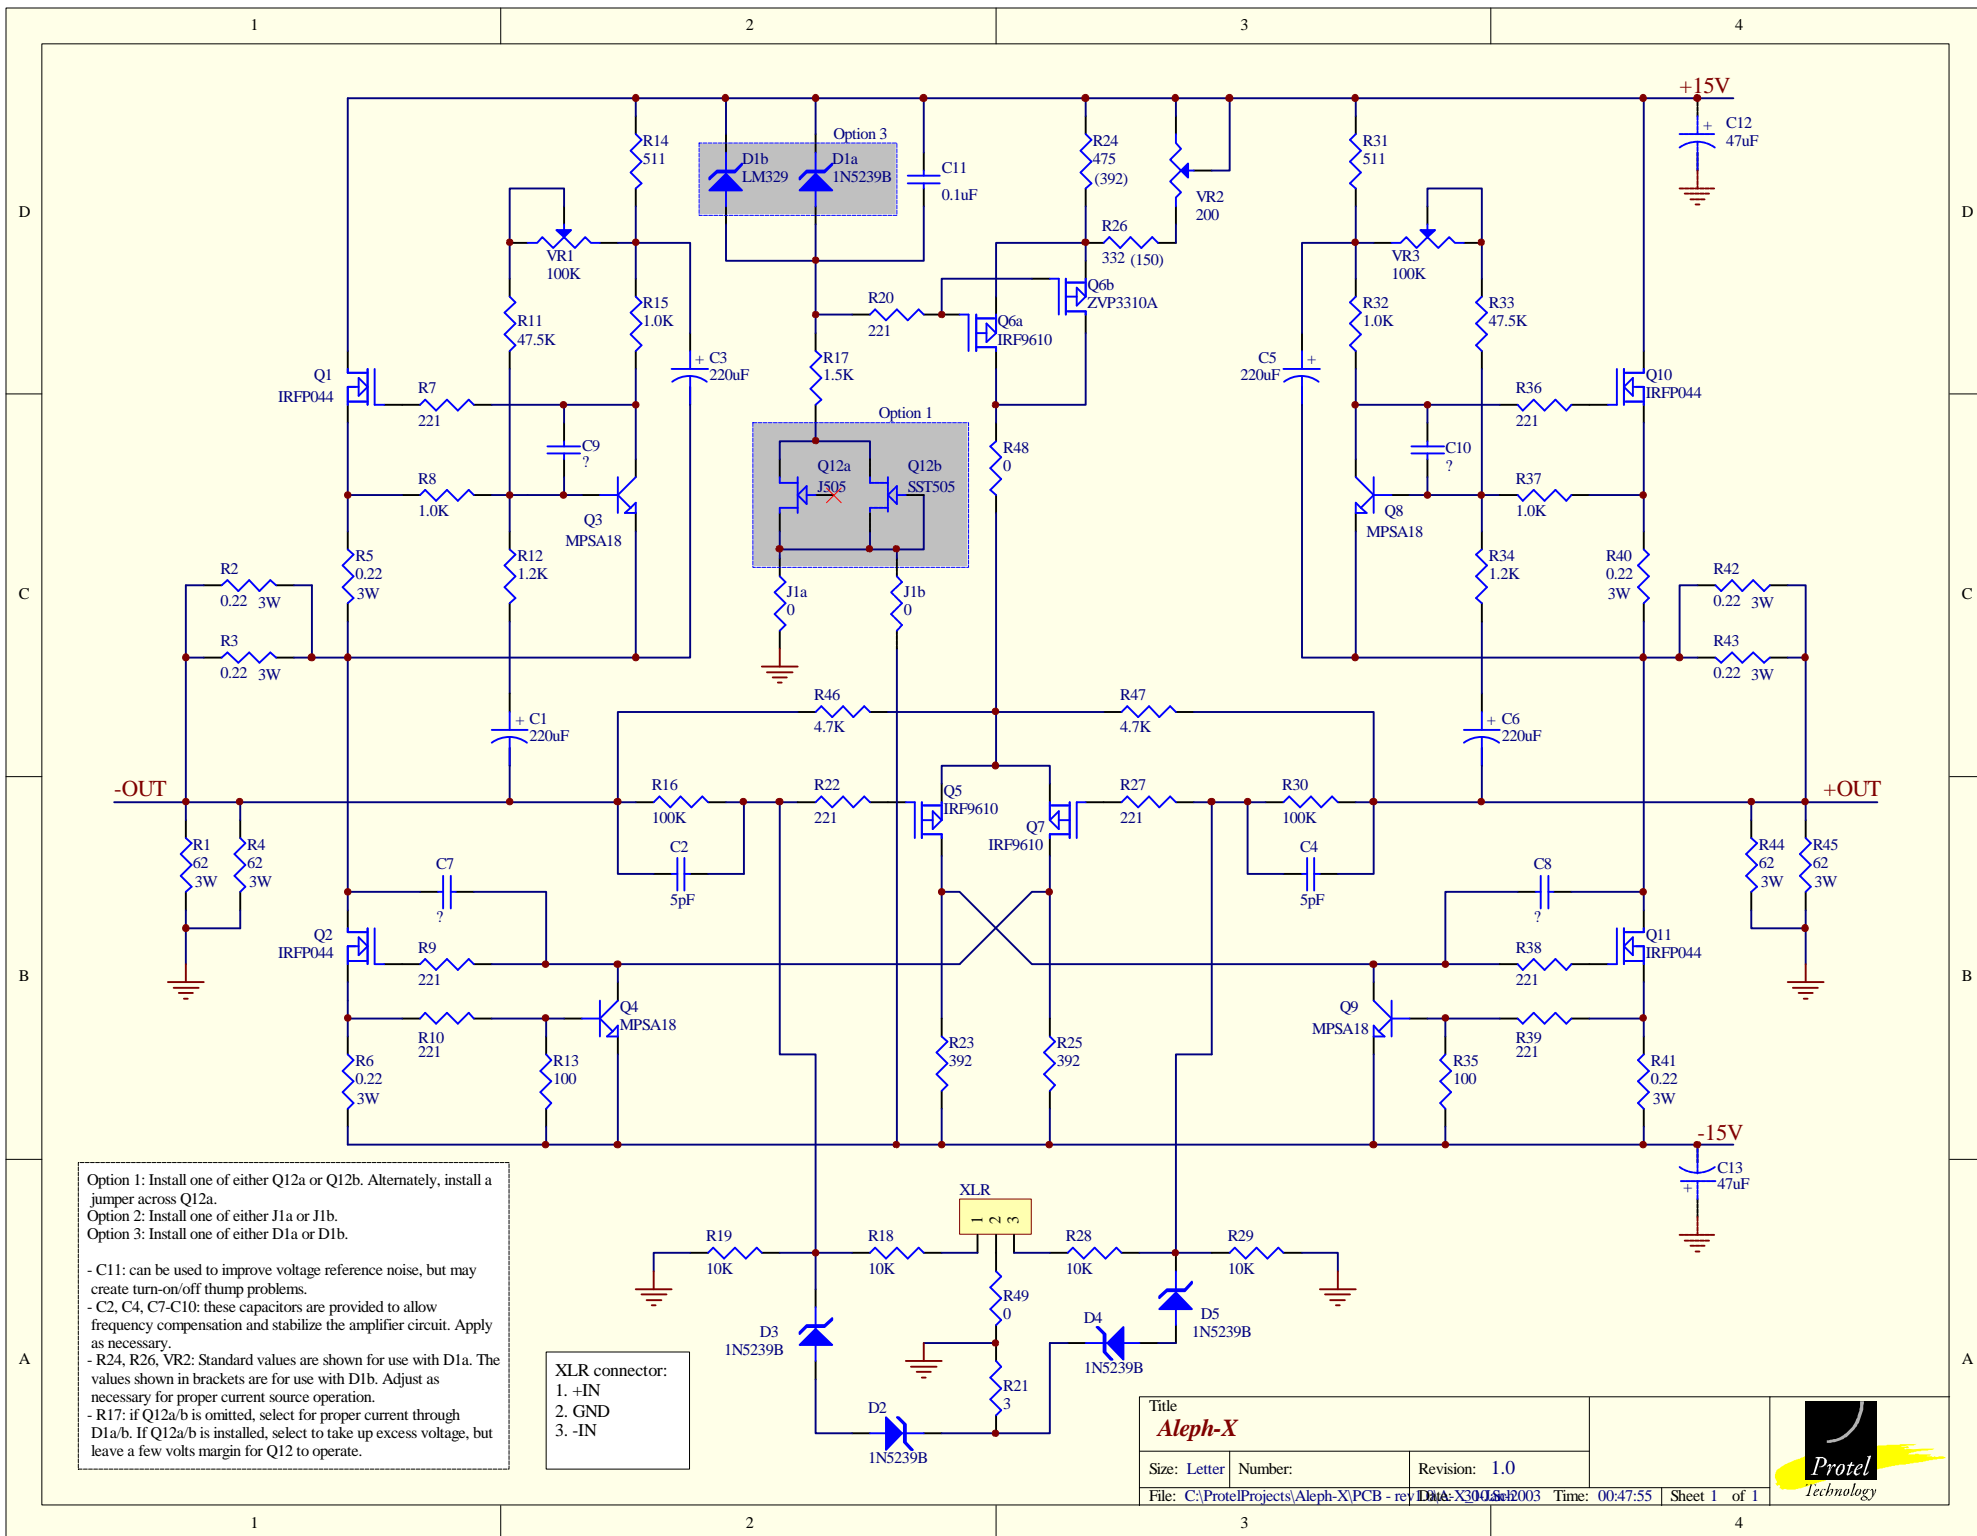 1 2 3 4
D
C
B
A
D
C
B
A
+15V
C12
47uF
R14
511
Option 3
D1b
LM329
D1a
1N5239B
C11
0.1uF
R24
475
(392)
VR2
200
R31
511
R26
332 (150)
VR1
100K
VR3
100K
Q6b
ZVP3310A
R11
47.5K
R15
1.0K
R20
221
Q6a
IRF9610
R32
1.0K
R33
47.5K
C3
220uF
+
R17
1.5K
C5
220uF
+
Q1
IRFP044
R7
221
R36
221
Q10
IRFP044
Option 1
C9
?
Q12a
J505
Q12b
SST505
R48
0
C10
?
R8
1.0K
Q3
MPSA18
Q8
MPSA18
R37
1.0K
R5
0.22
3W
R12
1.2K
R34
1.2K
R40
0.22
3W
R2
0.22 3W
J1a
0
J1b
0
R42
0.22 3W
R3
0.22 3W
R43
0.22 3W
R46
4.7K
R47
4.7K
+ C1
220uF
+ C6
220uF
-OUT
R16
100K
R22
221
Q5
IRF9610
R27
221
R30
100K
+OUT
Q7
IRF9610
R1
62
3W
R4
62
3W
C2
5pF
C4
5pF
R44
62
3W
R45
62
3W
C7
?
C8
?
Q2
IRFP044
R9
221
R38
221
Q11
IRFP044
Q4
MPSA18
Q9
MPSA18
R10
221
R39
221
R6
0.22
3W
R13
100
R23
392
R25
392
R35
100
R41
0.22
3W
-15V
C13
47uF
+
Option 1: Install one of either Q12a or Q12b. Alternately, install a
jumper across Q12a.
Option 2: Install one of either J1a or J1b.
Option 3: Install one of either D1a or D1b.
- C11: can be used to improve voltage reference noise, but may
create turn-on/off thump problems.
- C2, C4, C7-C10: these capacitors are provided to allow
frequency compensation and stabilize the amplifier circuit. Apply
as necessary.
- R24, R26, VR2: Standard values are shown for use with D1a. The
values shown in brackets are for use with D1b. Adjust as
necessary for proper current source operation.
- R17: if Q12a/b is omitted, select for proper current through
D1a/b. If Q12a/b is installed, select to take up excess voltage, but
leave a few volts margin for Q12 to operate.
XLR
1 2 3
R19
10K
R18
10K
R28
10K
R29
10K
R49
0
D3
1N5239B
D4
1N5239B
D5
1N5239B
R21
3
D2
1N5239B
XLR connector:
1. +IN
2. GND
3. -IN
Title
Aleph-X
Size: Letter Number: Revision: 1.0
File: C:\ProtelProjects\Aleph-X\PCB - rev Date: 2003 Time: 00:47:55 Sheet 1 of 1
Protel
Technology
1 2 3 4